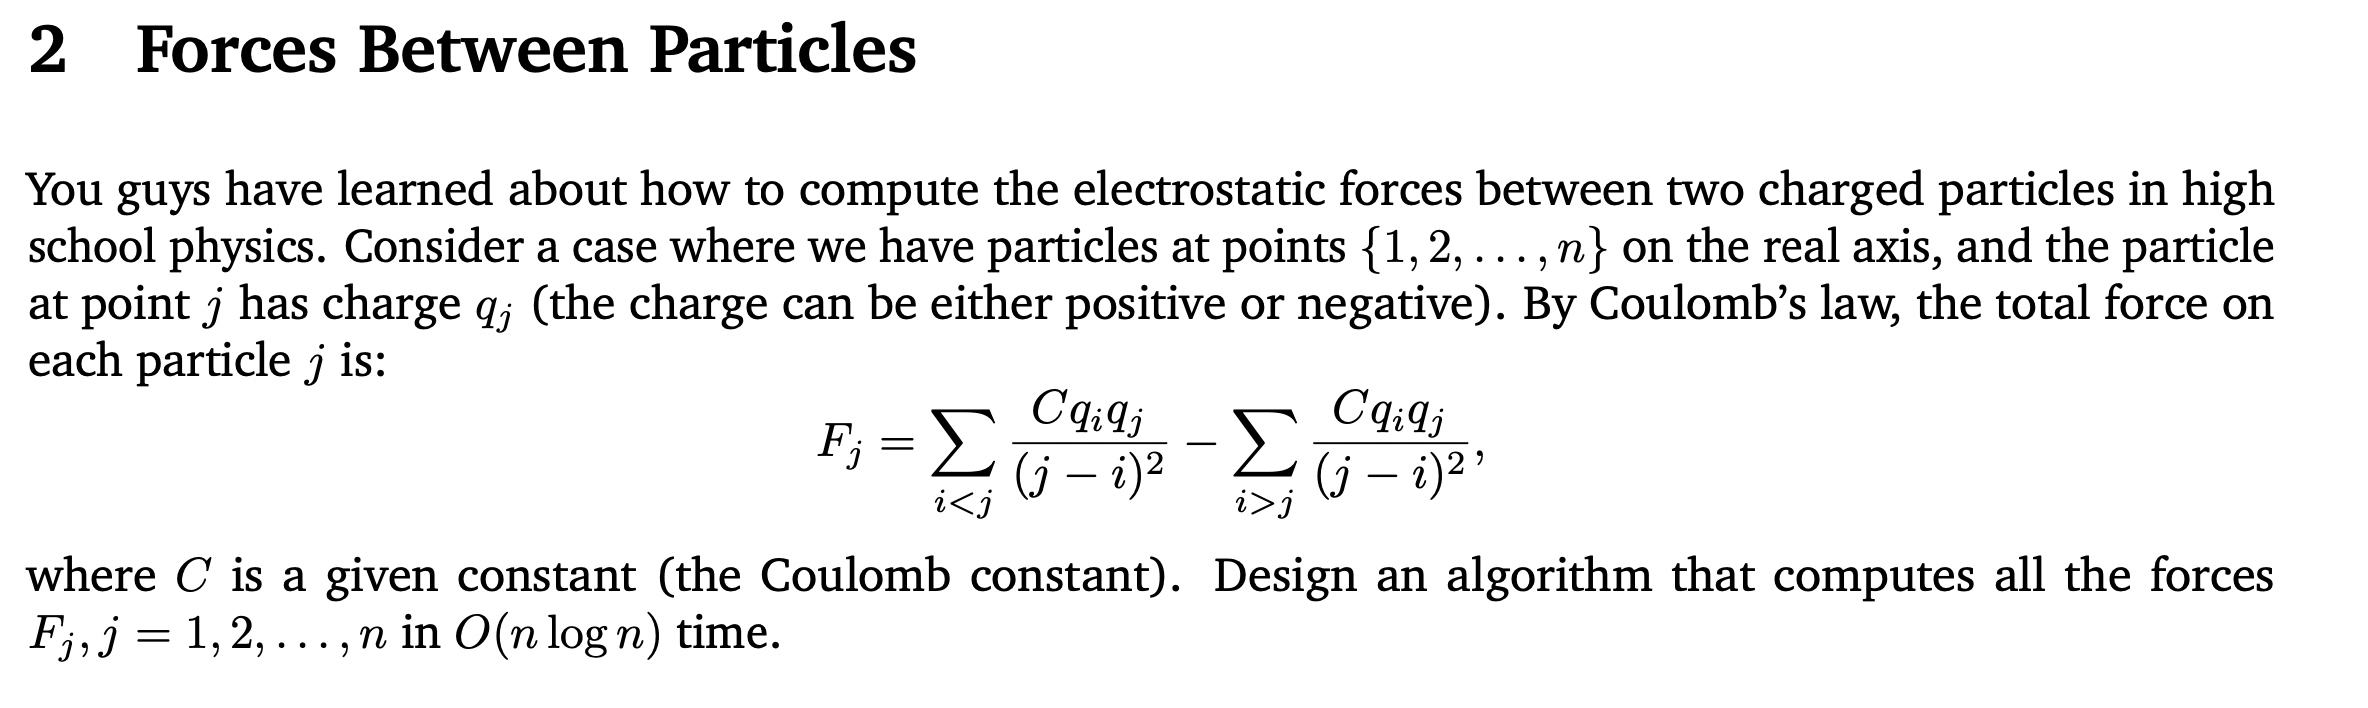 2 Forces Between Particles
You guys have learned about how to compute the electrostatic forces between two charged particles in high
school physics. Consider a case where we have particles at points {1, 2, . . . , n} on the real axis, and the particle
at point j has charge q_j (the charge can be either positive or negative). By Coulomb’s law, the total force on
each particle j is:
F_j = \sum_{i<j} \frac{C q_i q_j}{(j − i)^2} − \sum_{i>j} \frac{C q_i q_j}{(j − i)^2},
where C is a given constant (the Coulomb constant). Design an algorithm that computes all the forces
F_j, j = 1, 2, . . . , n in O(n log n) time.